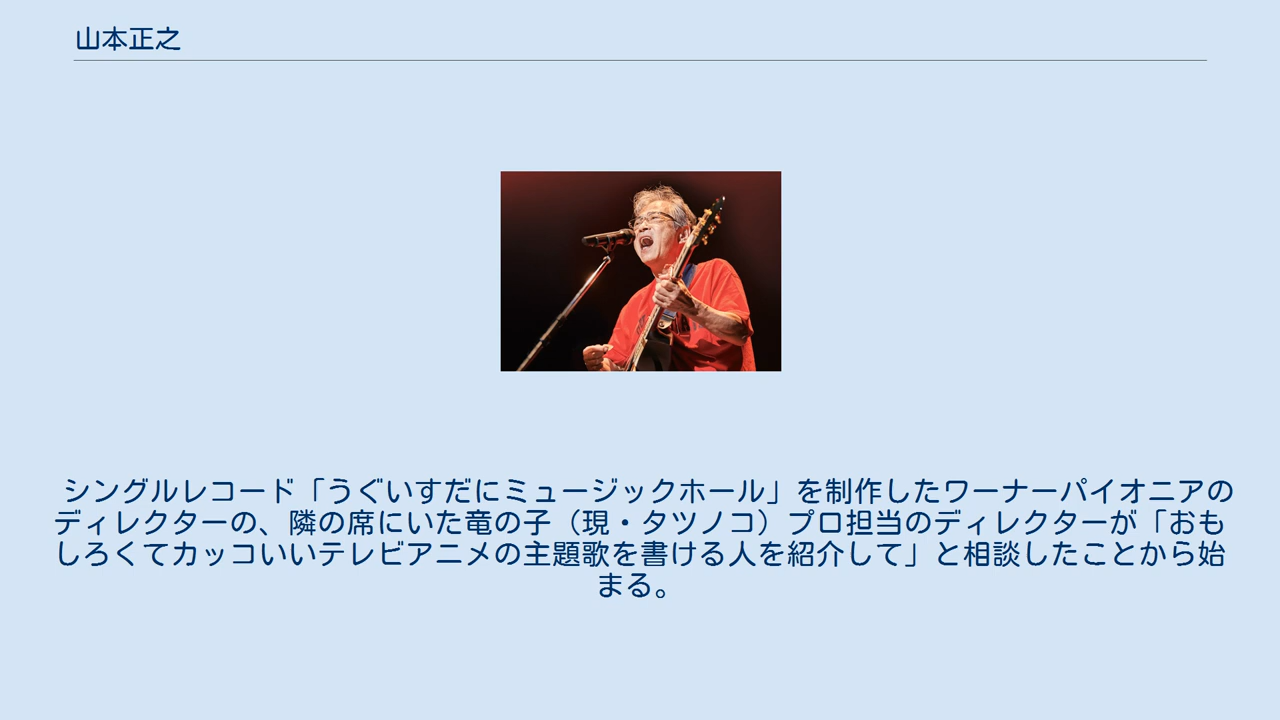 山本正之
シングルレコード「うぐいすだにミュージックホール」を制作したワーナーパイオニアの
ディレクターの、隣の席にいた竜の子（現・タツノコ）プロ担当のディレクターが「おも
しろくてカッコいいテレビアニメの主題歌を書ける人を紹介して」と相談したことから始
まる。